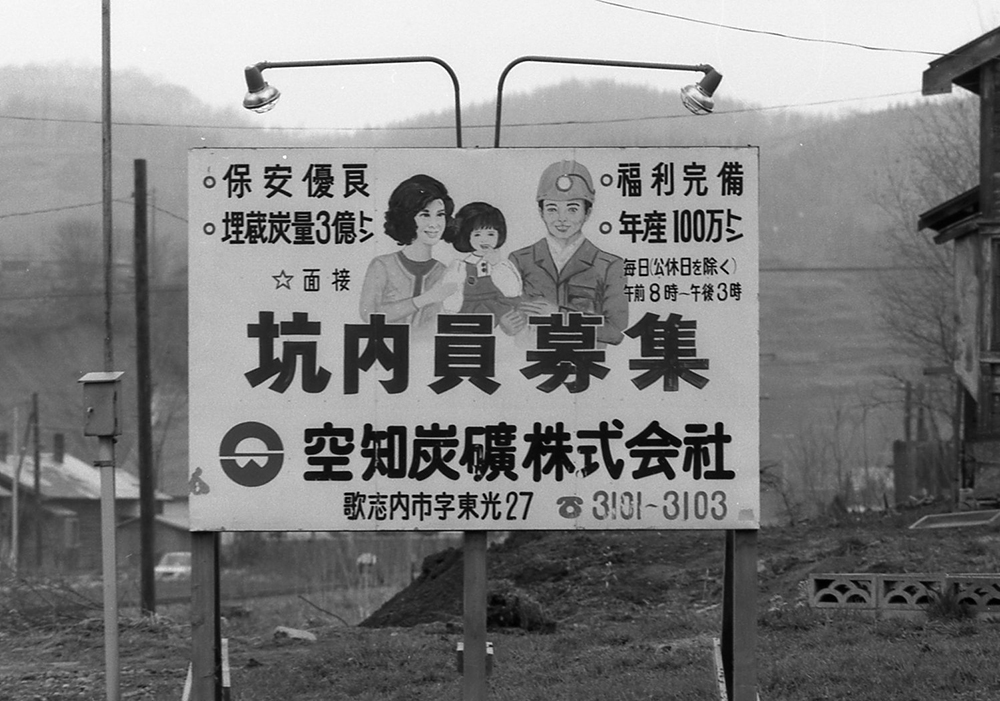 ○保安優良
○福利完備
○埋蔵炭量3億トン
○年産100万トン
☆面接
毎日(公休日を除く)
午前8時~午後3時
坑内員募集
空知炭礦株式会社
歌志内市字東光27 ☎3101~3103